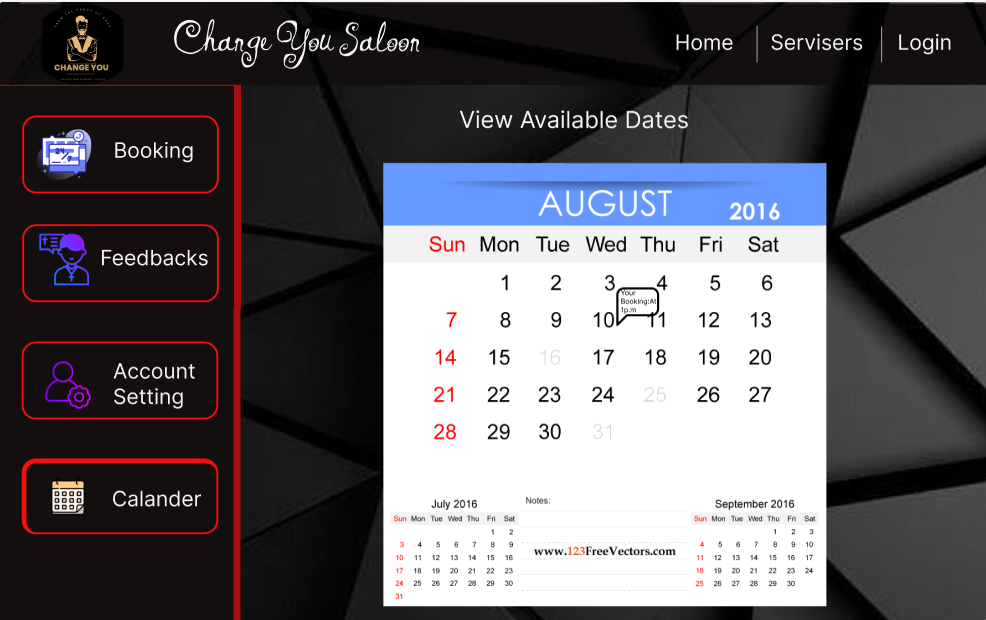 CHANGE YOU
Change You Saloon
Home
Servisers
Login
Booking
Feedbacks
Account
Setting
Calander
View Available Dates
AUGUST
2016
Sun Mon Tue Wed Thu Fri Sat
1 2 3 4 5 6
Your
Booking:At
1p.m
7 8 9 10 11 12 13
14 15 16 17 18 19 20
21 22 23 24 25 26 27
28 29 30 31
July 2016
Sun Mon Tue Wed Thu Fri Sat
1 2
3 4 5 6 7 8 9
10 11 12 13 14 15 16
17 18 19 20 21 22 23
24 25 26 27 28 29 30
31
Notes:
www.123FreeVectors.com
September 2016
Sun Mon Tue Wed Thu Fri Sat
1 2 3
4 5 6 7 8 9 10
11 12 13 14 15 16 17
18 19 20 21 22 23 24
25 26 27 28 29 30